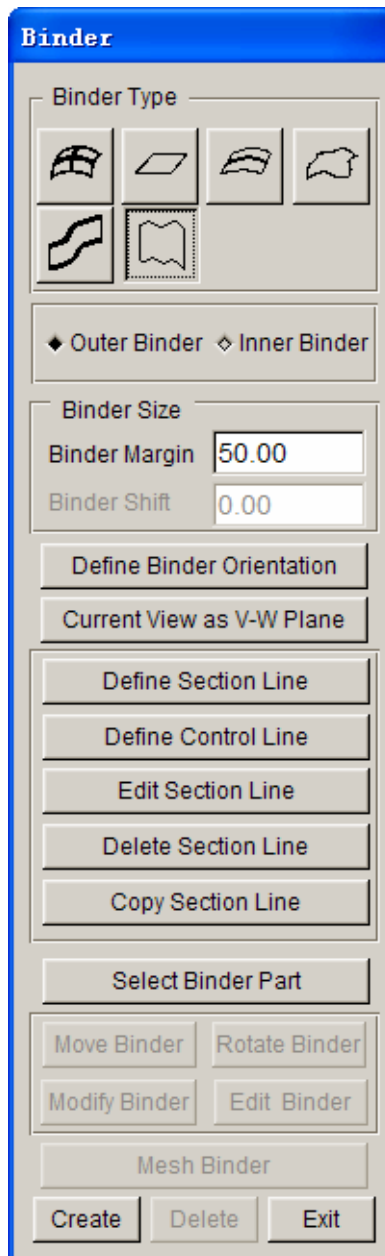 Binder
Binder Type
Outer Binder Inner Binder
Binder Size
Binder Margin 50.00
Binder Shift 0.00
Define Binder Orientation
Current View as V-W Plane
Define Section Line
Define Control Line
Edit Section Line
Delete Section Line
Copy Section Line
Select Binder Part
Move Binder Rotate Binder
Modify Binder Edit Binder
Mesh Binder
Create Delete Exit